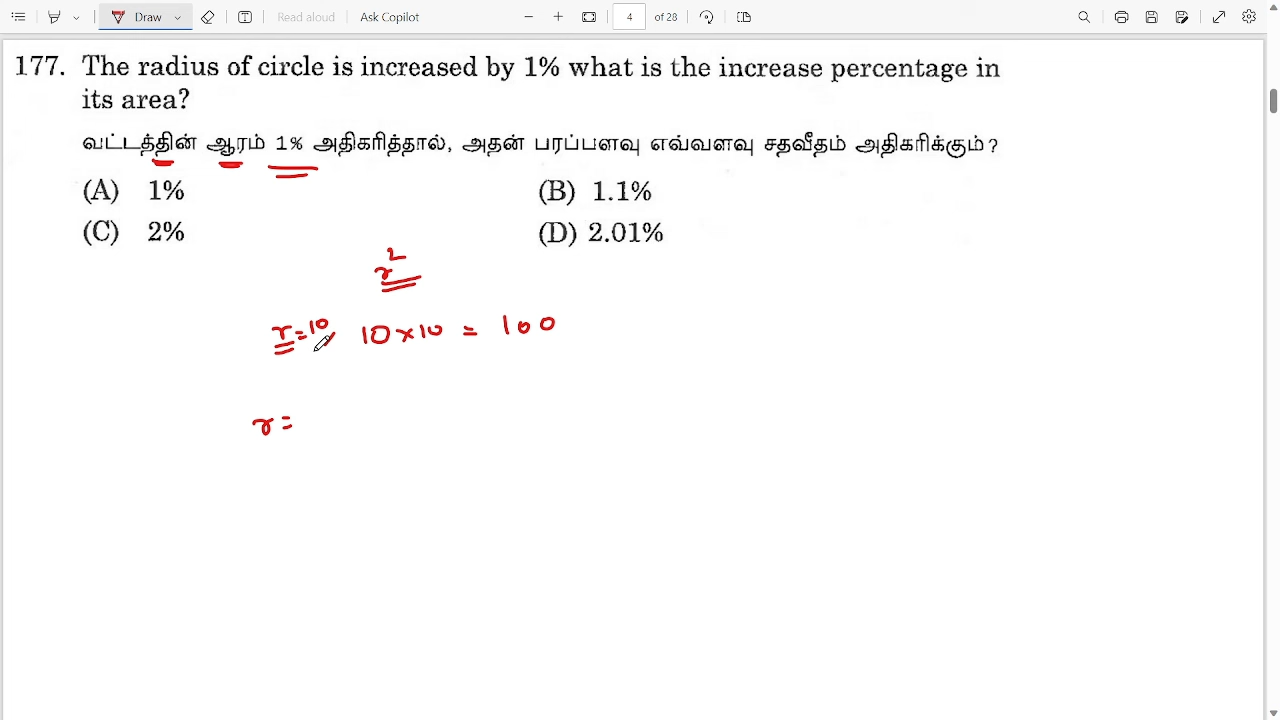 Draw Read aloud Ask Copilot 4 of 28
177. The radius of circle is increased by 1% what is the increase percentage in
its area?
வட்டத்தின் ஆரம் 1% அதிகரித்தால், அதன் பரப்பளவு எவ்வளவு சதவீதம் அதிகரிக்கும்?
(A) 1% (B) 1.1%
(C) 2% (D) 2.01%
r²
r=10, 10×10 = 100
r=